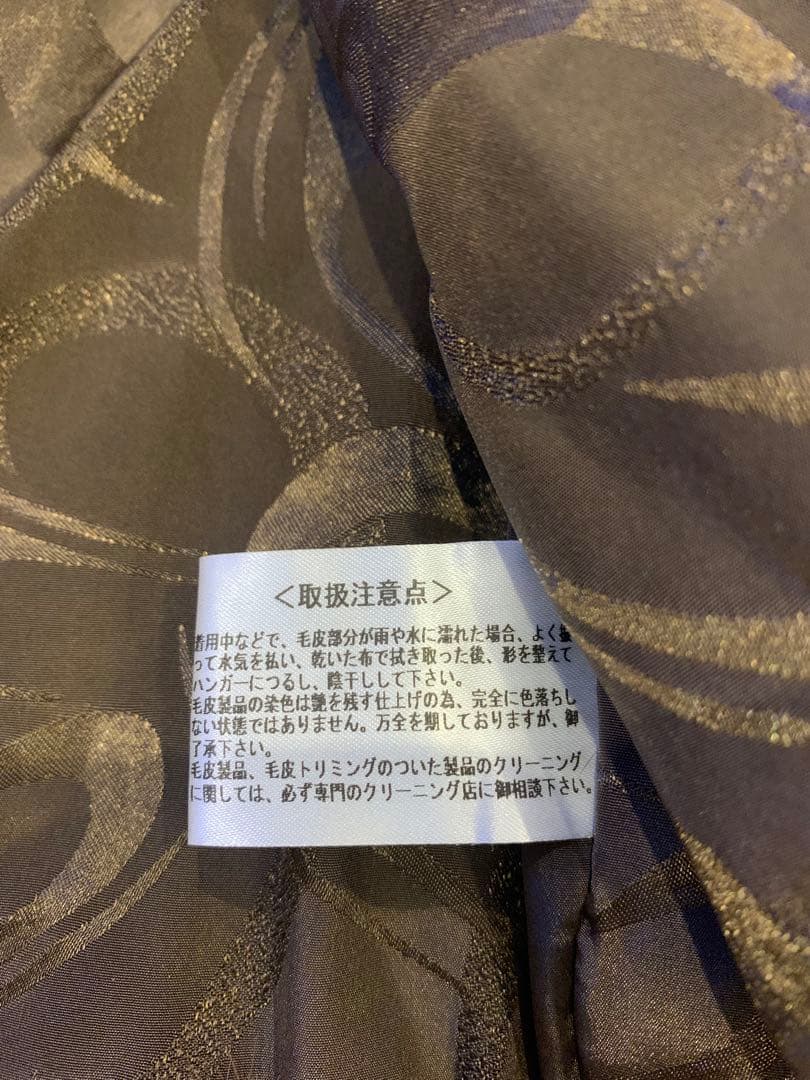 ＜取扱注意点＞
着用中などで、毛皮部分が雨や水に濡れた場合、よく振
って水気を払い、乾いた布で拭き取った後、形を整えて
ハンガーにつるし、陰干しして下さい。
毛皮製品の染色は艶を残す仕上げの為、完全に色落ちし
ない状態ではありません。万全を期しておりますが、御
了承下さい。
毛皮製品、毛皮トリミングのついた製品のクリーニング
に関しては、必ず専門のクリーニング店に御相談下さい。